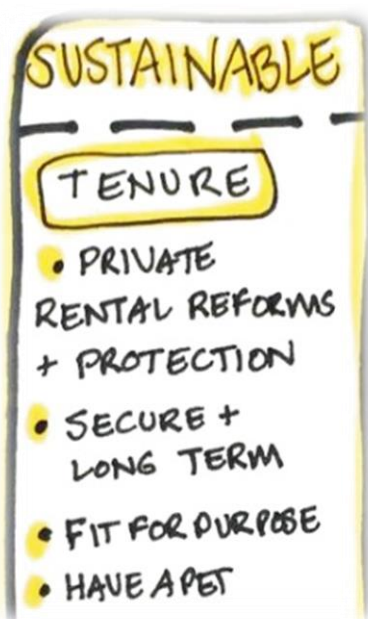 SUSTAINABLE
TENURE
• PRIVATE
RENTAL REFORMS
+ PROTECTION
• SECURE +
LONG TERM
• FIT FOR PURPOSE
• HAVE A PET